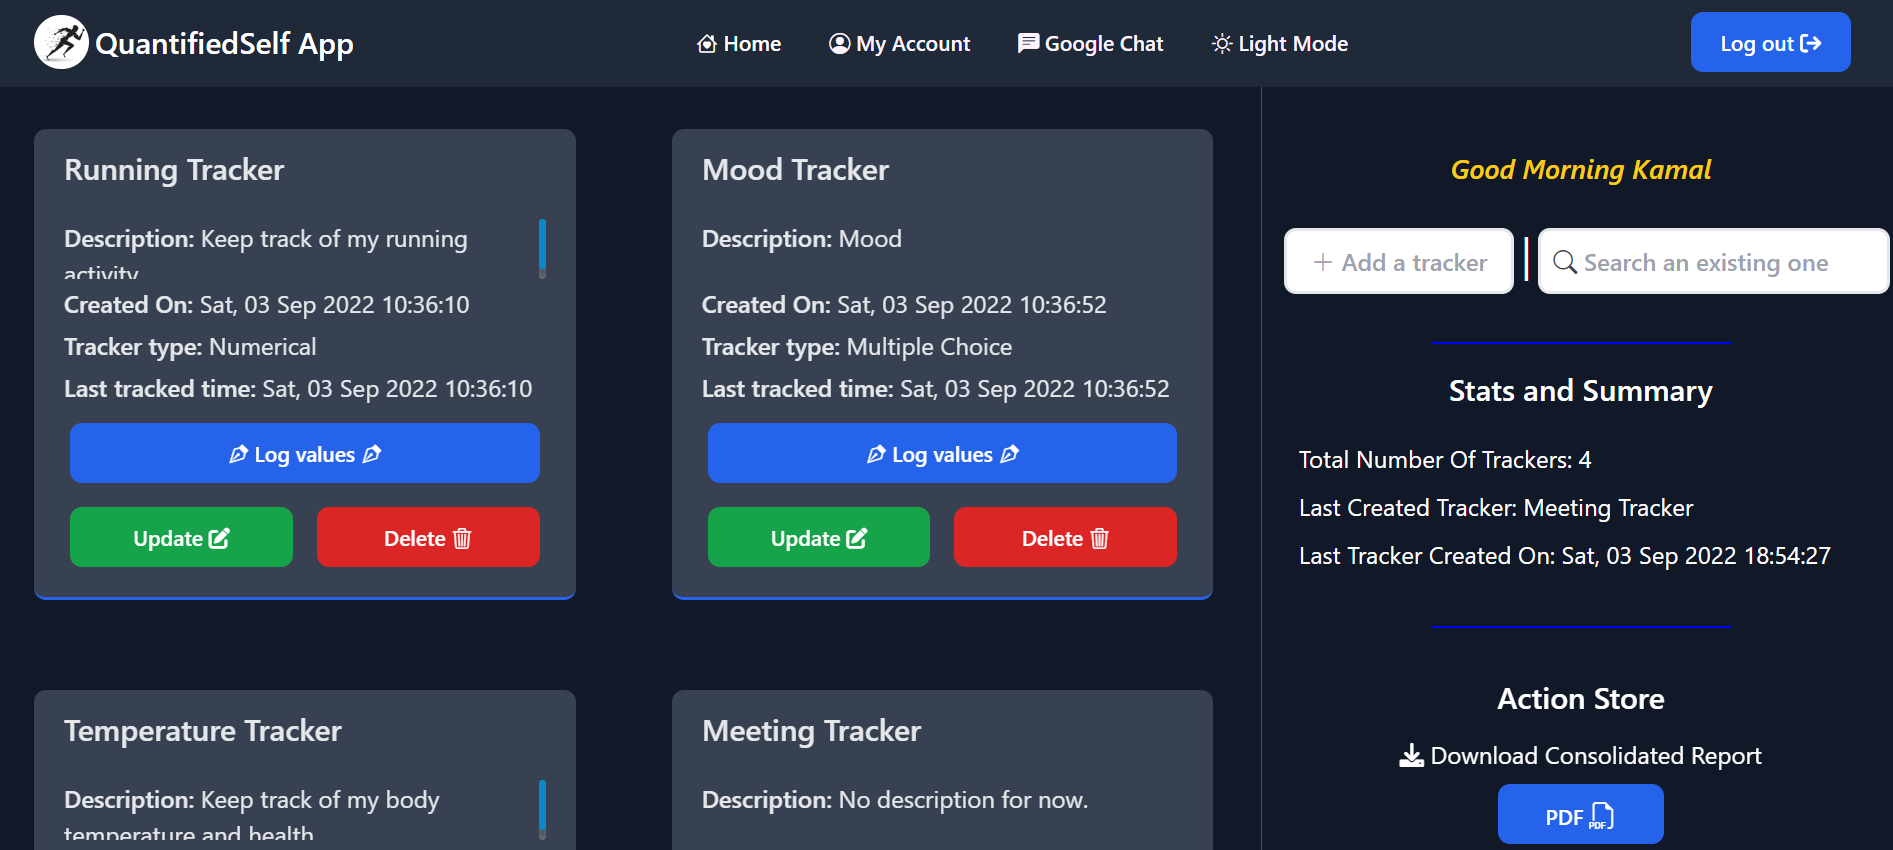 QuantifiedSelf App
Home
My Account
Google Chat
Light Mode
Log out
Running Tracker
Description: Keep track of my running
activity
Created On: Sat, 03 Sep 2022 10:36:10
Tracker type: Numerical
Last tracked time: Sat, 03 Sep 2022 10:36:10
Log values
Update
Delete
Mood Tracker
Description: Mood
Created On: Sat, 03 Sep 2022 10:36:52
Tracker type: Multiple Choice
Last tracked time: Sat, 03 Sep 2022 10:36:52
Log values
Update
Delete
Temperature Tracker
Description: Keep track of my body
temperature and health
Meeting Tracker
Description: No description for now.
Good Morning Kamal
+ Add a tracker
|
Search an existing one
Stats and Summary
Total Number Of Trackers: 4
Last Created Tracker: Meeting Tracker
Last Tracker Created On: Sat, 03 Sep 2022 18:54:27
Action Store
Download Consolidated Report
PDF PDF